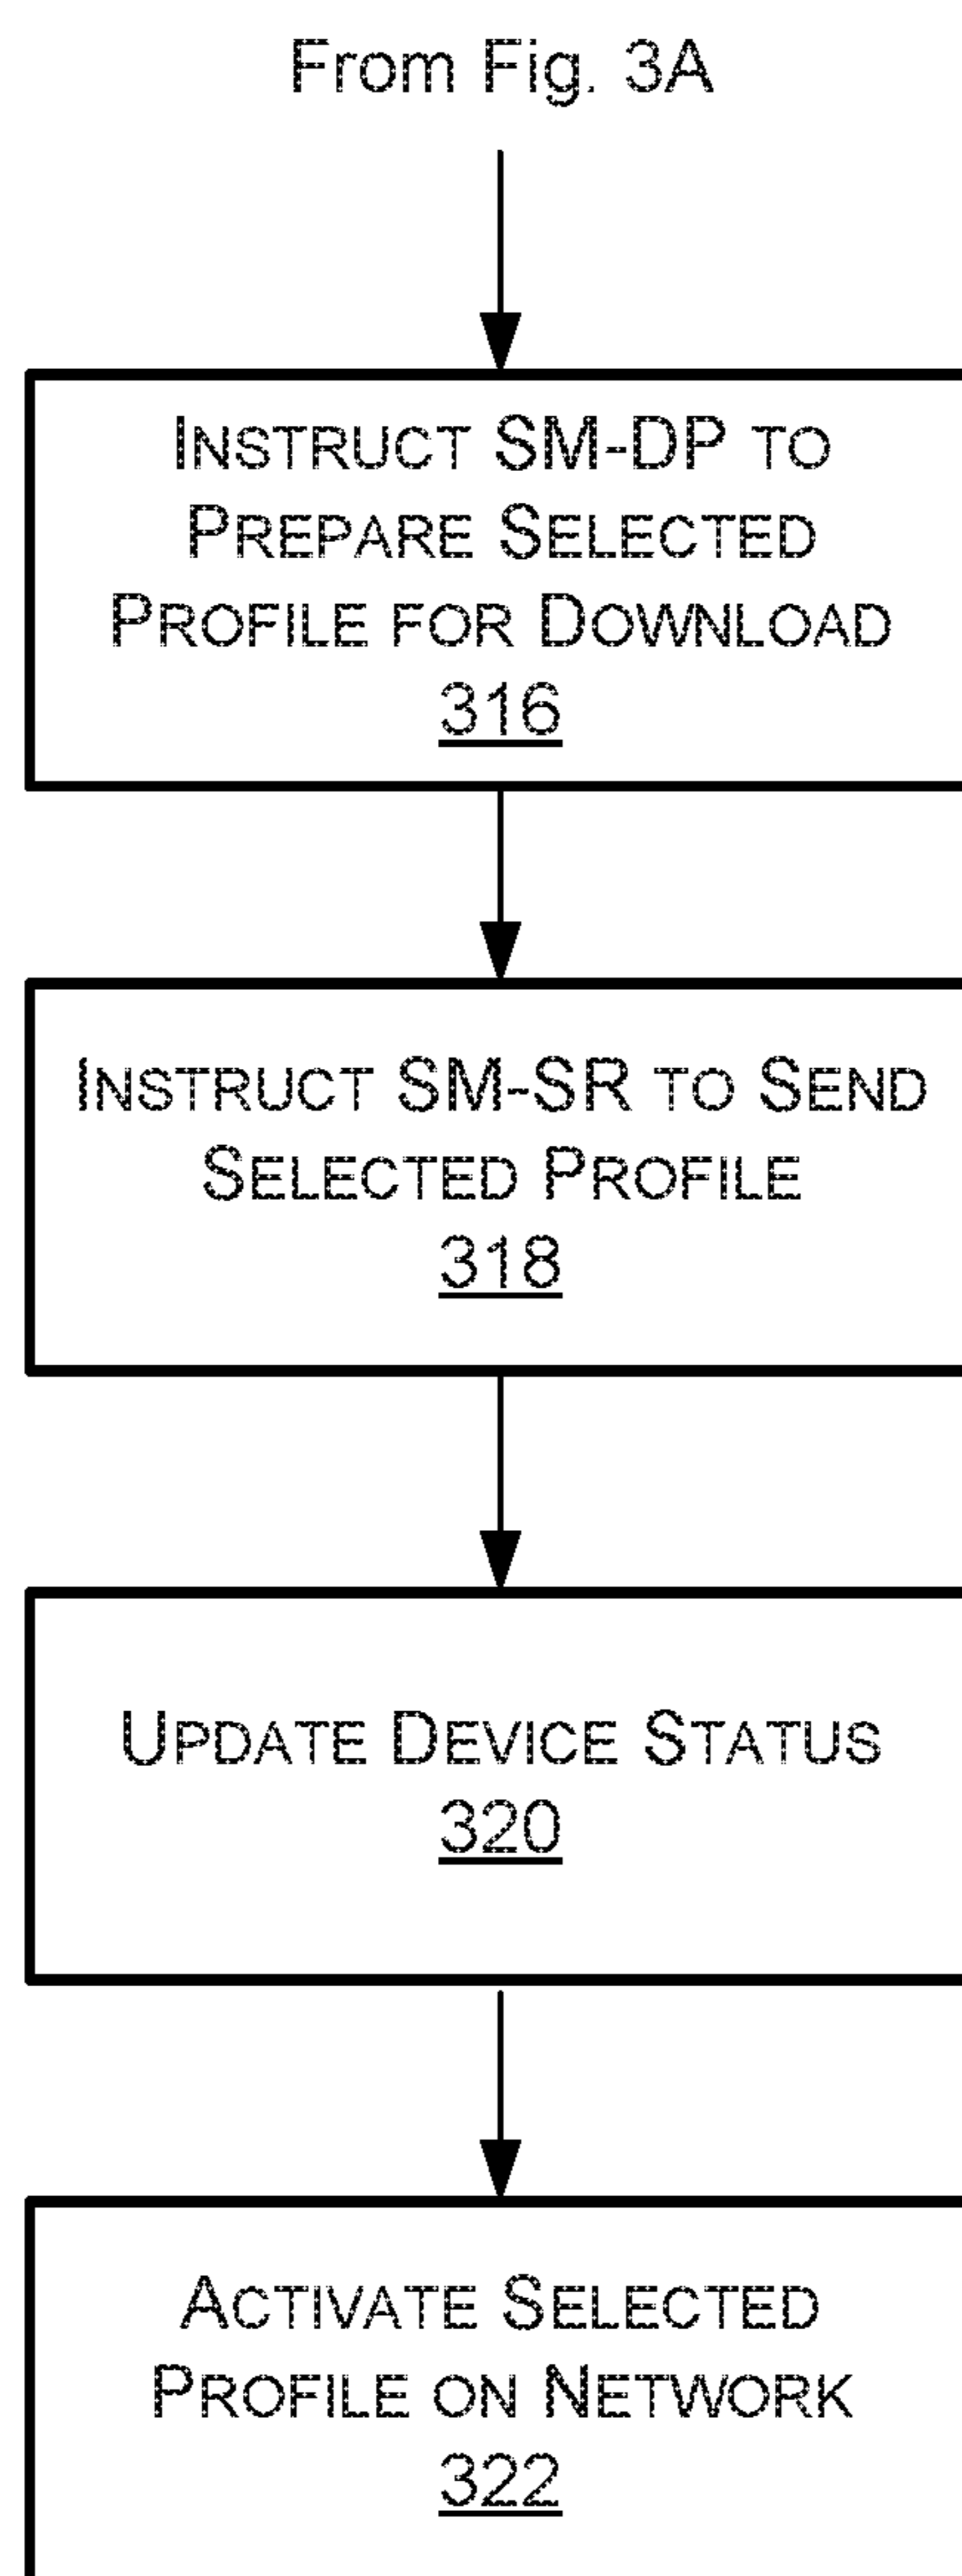 From Fig. 3A
INSTRUCT SM-DP TO
PREPARE SELECTED
PROFILE FOR DOWNLOAD
316
INSTRUCT SM-SR TO SEND
SELECTED PROFILE
318
UPDATE DEVICE STATUS
320
ACTIVATE SELECTED
PROFILE ON NETWORK
322